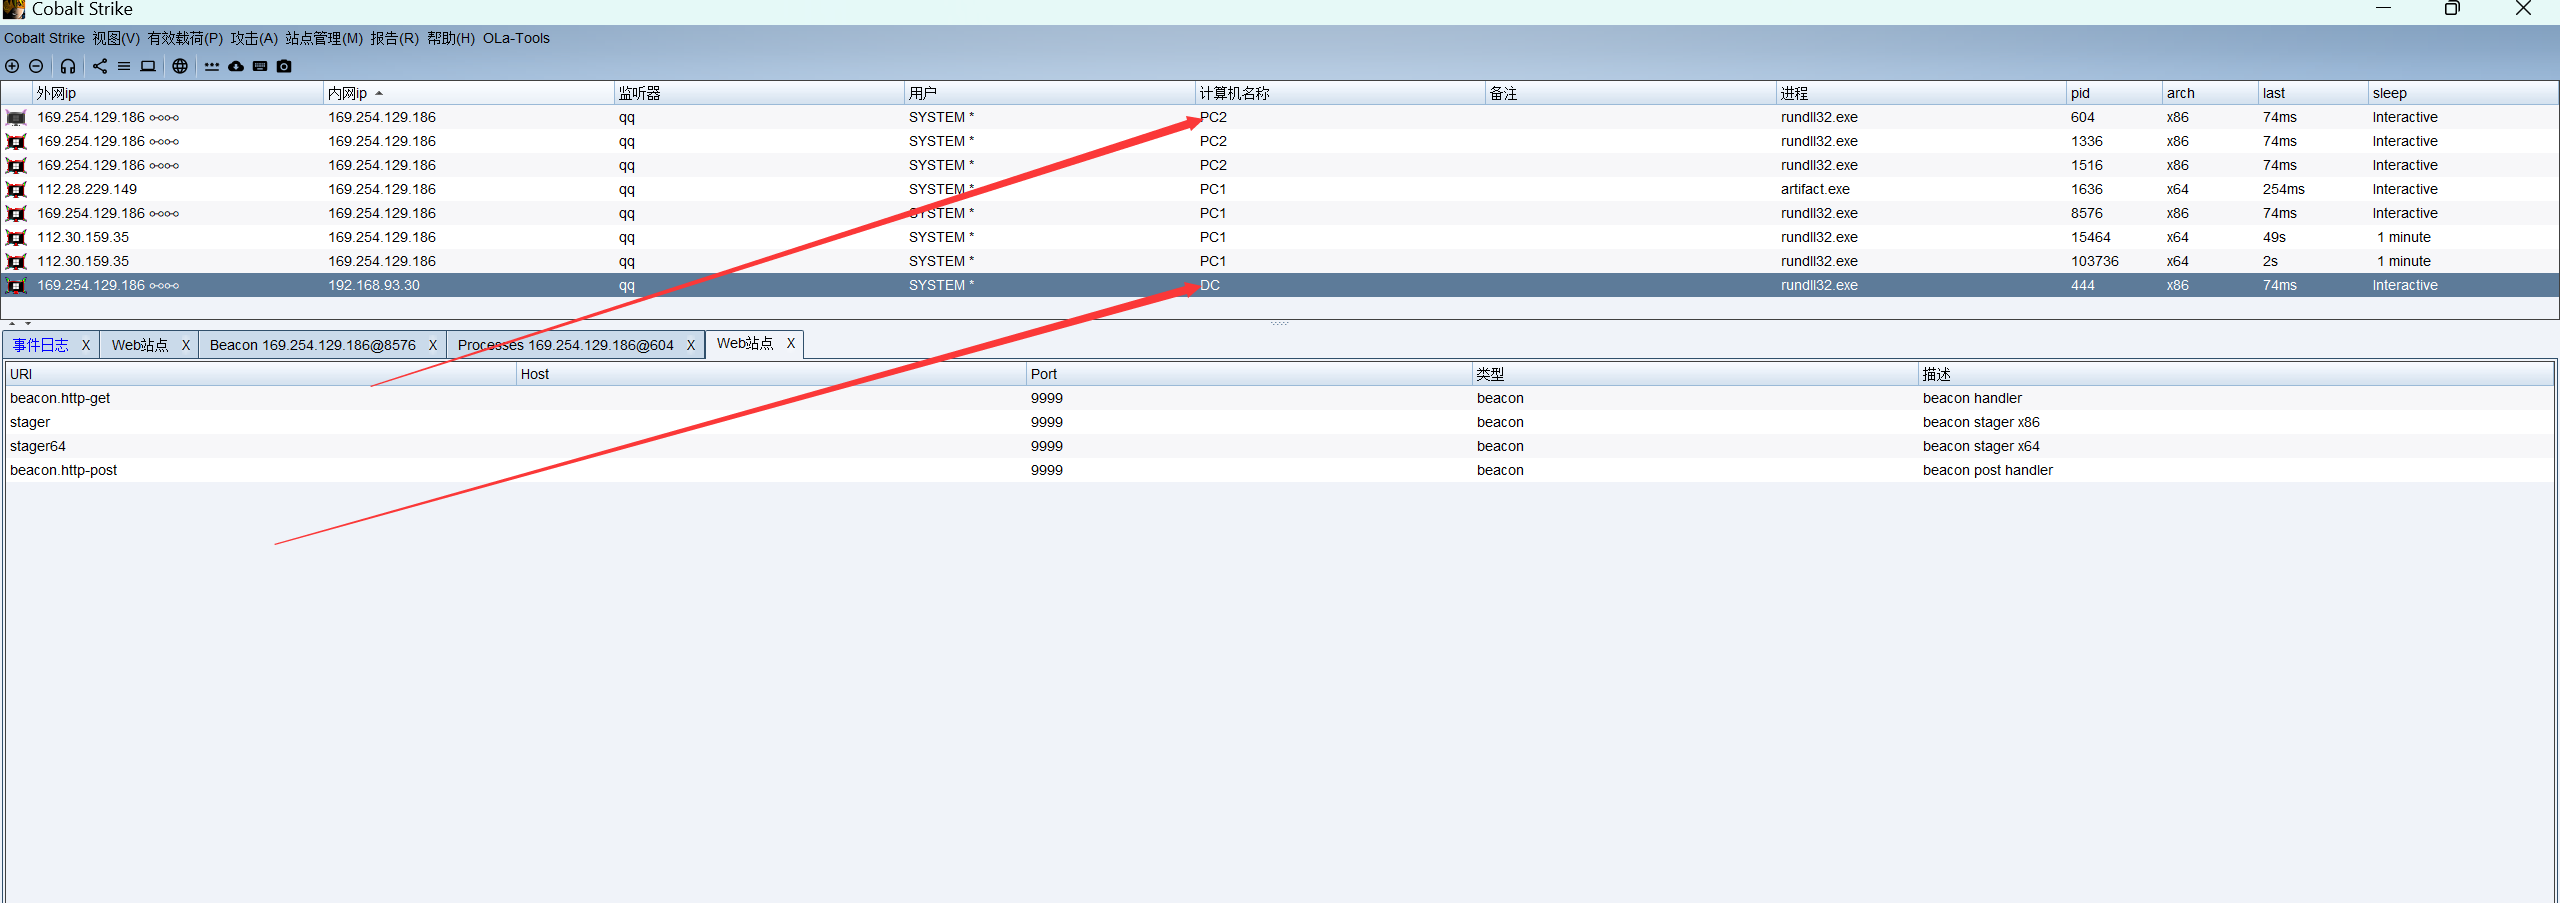 Cobalt Strike
Cobalt Strike 视图(V) 有效载荷(P) 攻击(A) 站点管理(M) 报告(R) 帮助(H) OLa-Tools
外网ip 内网ip 监听器 用户 计算机名称 备注 进程 pid arch last sleep
169.254.129.186 169.254.129.186 qq SYSTEM * PC2 rundll32.exe 604 x86 74ms Interactive
169.254.129.186 169.254.129.186 qq SYSTEM * PC2 rundll32.exe 1336 x86 74ms Interactive
169.254.129.186 169.254.129.186 qq SYSTEM * PC2 rundll32.exe 1516 x86 74ms Interactive
112.28.229.149 169.254.129.186 qq SYSTEM * PC1 artifact.exe 1636 x64 254ms Interactive
169.254.129.186 169.254.129.186 qq SYSTEM * PC1 rundll32.exe 8576 x86 74ms Interactive
112.30.159.35 169.254.129.186 qq SYSTEM * PC1 rundll32.exe 15464 x64 49s 1 minute
112.30.159.35 169.254.129.186 qq SYSTEM * PC1 rundll32.exe 103736 x64 2s 1 minute
169.254.129.186 192.168.93.30 qq SYSTEM * DC rundll32.exe 444 x86 74ms Interactive
事件日志 X Web站点 X Beacon 169.254.129.186@8576 X Processes 169.254.129.186@604 X Web站点 X
URI Host Port 类型 描述
beacon.http-get 9999 beacon beacon handler
stager 9999 beacon beacon stager x86
stager64 9999 beacon beacon stager x64
beacon.http-post 9999 beacon beacon post handler